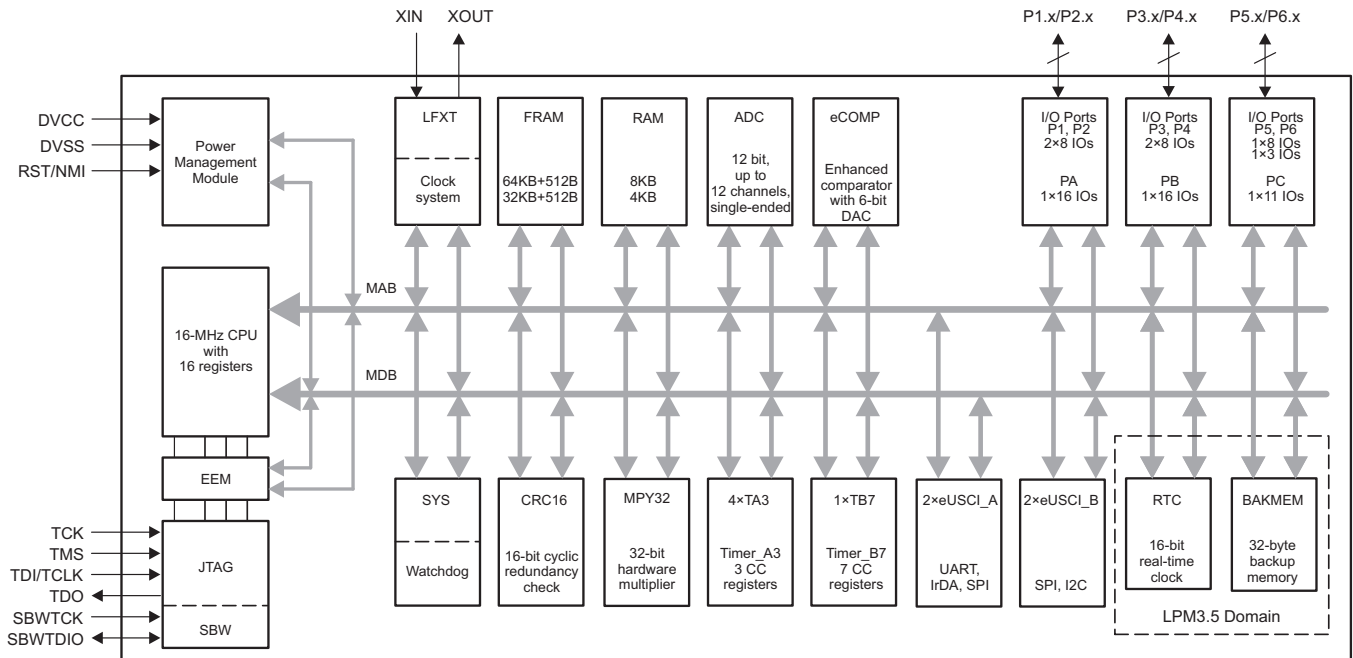 XIN
XOUT
P1.x/P2.x
P3.x/P4.x
P5.x/P6.x
DVCC
DVSS
RST/NMI
Power
Management
Module
LFXT
Clock
system
FRAM
64KB+512B
32KB+512B
RAM
8KB
4KB
ADC
12 bit,
up to
12 channels,
single-ended
eCOMP
Enhanced
comparator
with 6-bit
DAC
I/O Ports
P1, P2
2×8 IOs
PA
1×16 IOs
I/O Ports
P3, P4
2×8 IOs
PB
1×16 IOs
I/O Ports
P5, P6
1×8 IOs
1×3 IOs
PC
1×11 IOs
MAB
16-MHz CPU
with
16 registers
MDB
EEM
TCK
TMS
TDI/TCLK
TDO
SBWTCK
SBWTDIO
JTAG
SBW
SYS
Watchdog
CRC16
16-bit cyclic
redundancy
check
MPY32
32-bit
hardware
multiplier
4×TA3
Timer_A3
3 CC
registers
1×TB7
Timer_B7
7 CC
registers
2×eUSCI_A
UART,
IrDA, SPI
2×eUSCI_B
SPI, I2C
RTC
16-bit
real-time
clock
BAKMEM
32-byte
backup
memory
LPM3.5 Domain